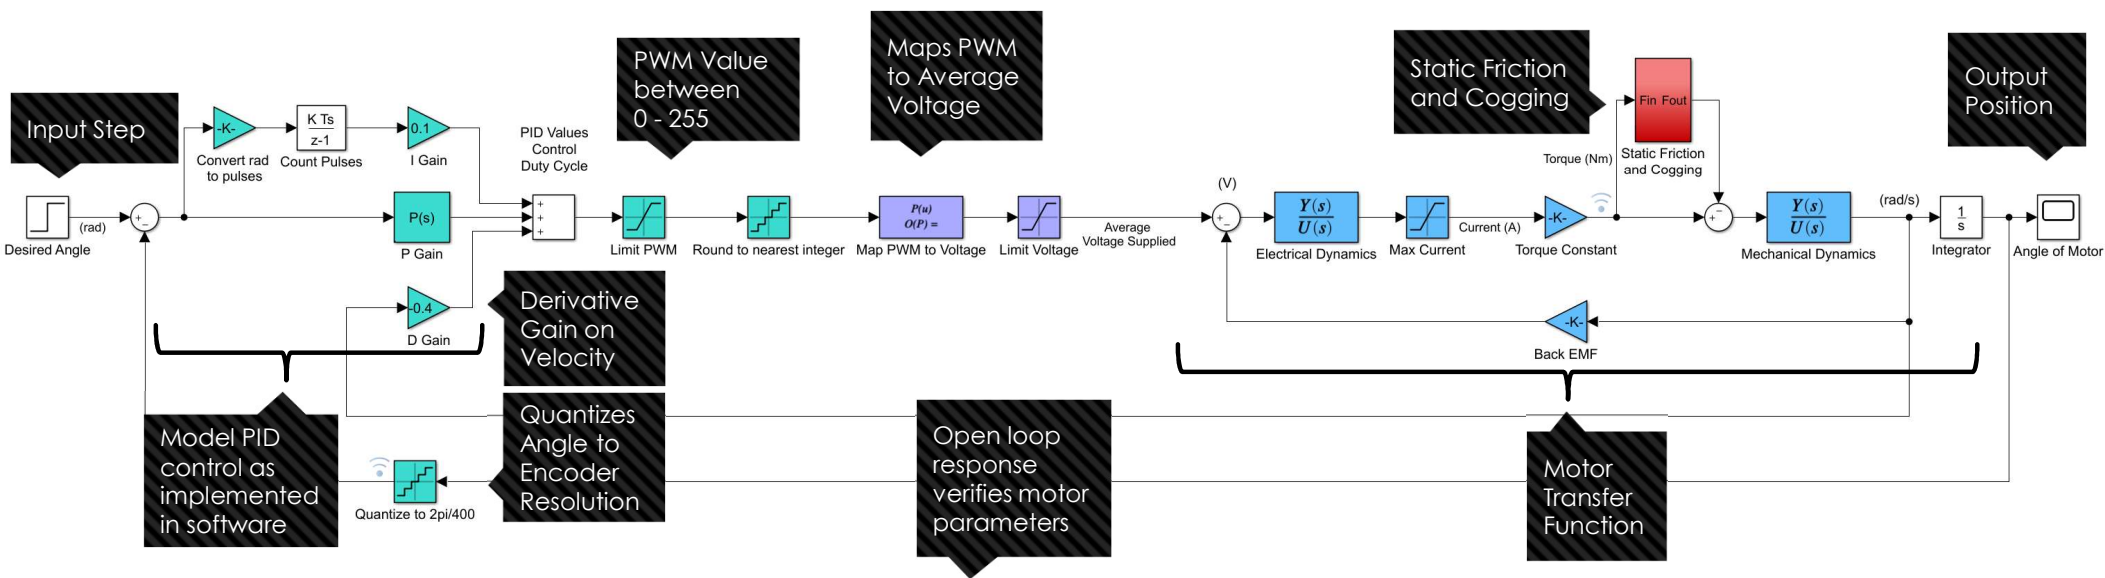 Input Step
PWM Value
between
0 - 255
Maps PWM
to Average
Voltage
Static Friction
and Cogging
Output
Position
-K-
Convert rad
to pulses
K Ts
z-1
Count Pulses
0.1
I Gain
PID Values
Control
Duty Cycle
Fin Fout
Torque (Nm)
Static Friction
and Cogging
Desired Angle
(rad)
+
−
P(s)
P Gain
+
+
+
Limit PWM
Round to nearest integer
P(u)
O(P) =
Map PWM to Voltage
Limit Voltage
Average
Voltage Supplied
(V)
+
−
Y(s)
U(s)
Electrical Dynamics
Max Current
Current (A)
-K-
Torque Constant
+
−
Y(s)
U(s)
Mechanical Dynamics
(rad/s)
1
s
Integrator
Angle of Motor
-0.4
D Gain
Derivative
Gain on
Velocity
-K-
Back EMF
Model PID
control as
implemented
in software
Quantize to 2pi/400
Quantizes
Angle to
Encoder
Resolution
Open loop
response
verifies motor
parameters
Motor
Transfer
Function